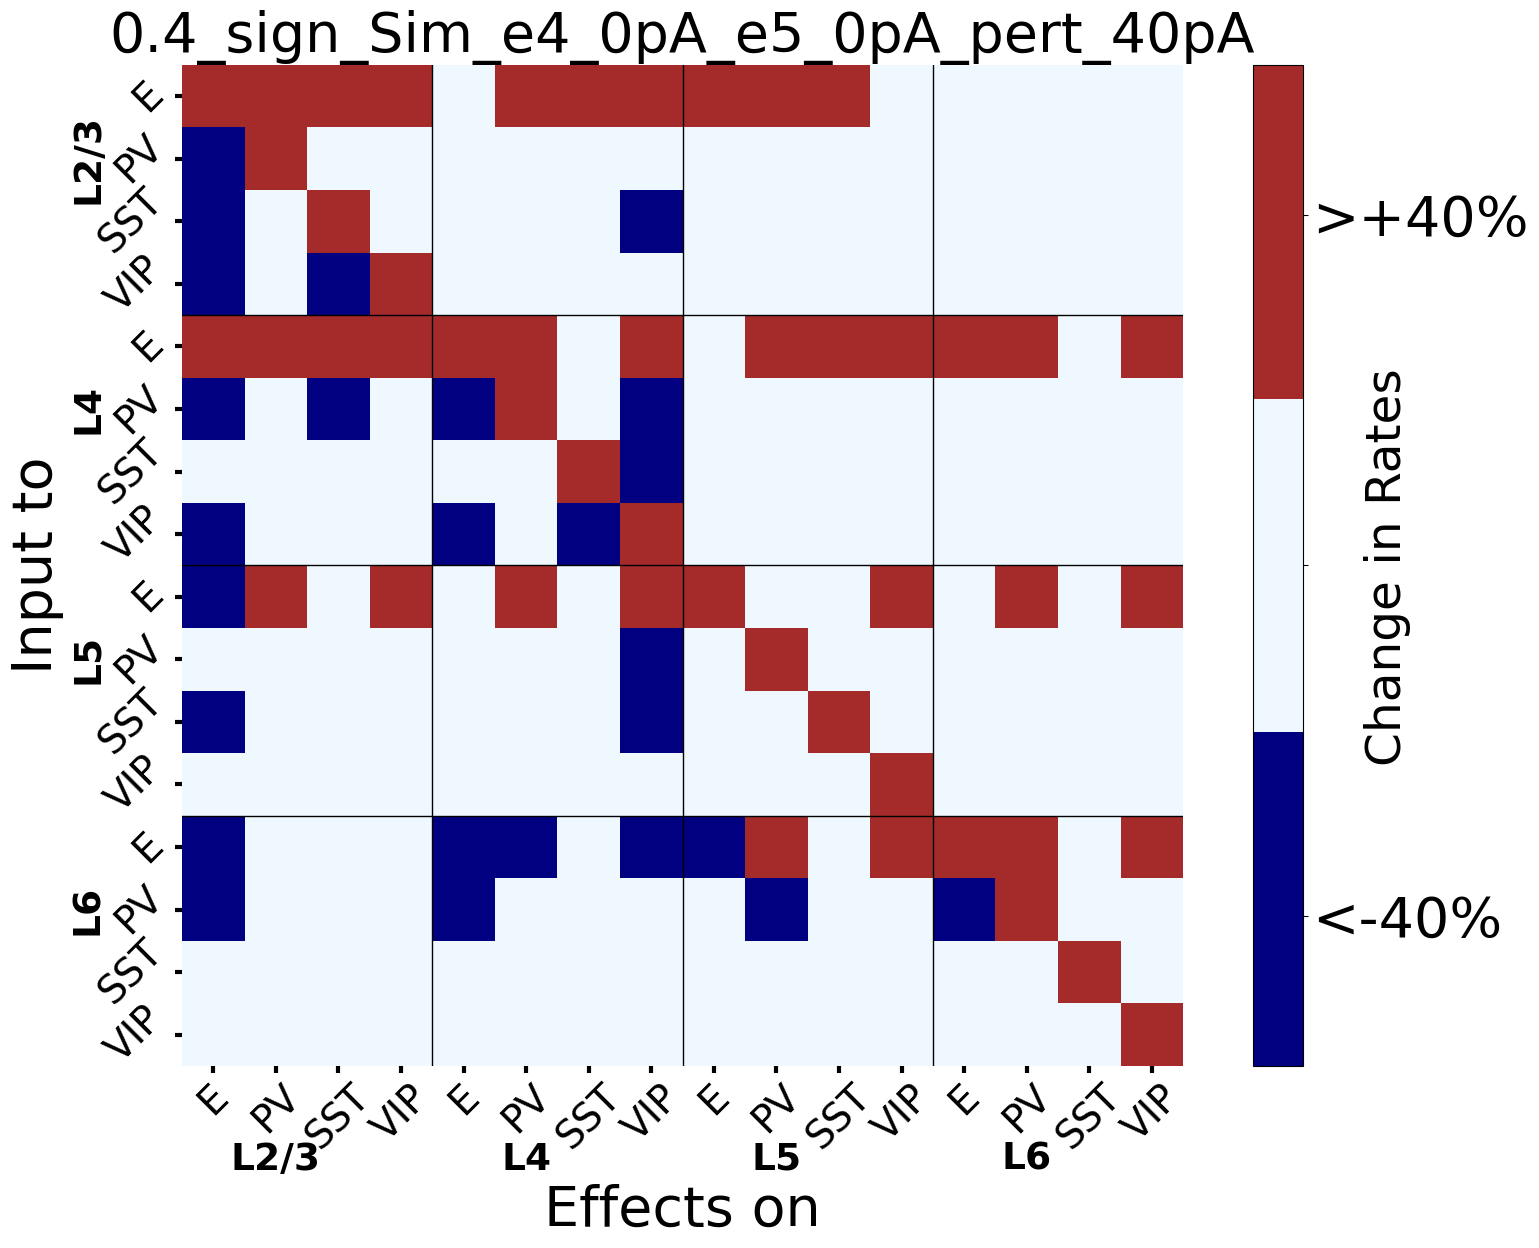 0.4_sign_Sim_e4_0pA_e5_0pA_pert_40pA
Input to
L2/3
E
PV
SST
VIP
L4
E
PV
SST
VIP
L5
E
PV
SST
VIP
L6
E
PV
SST
VIP
E PV SST VIP E PV SST VIP E PV SST VIP E PV SST VIP
L2/3 L4 L5 L6
Effects on
>+40%
<-40%
Change in Rates